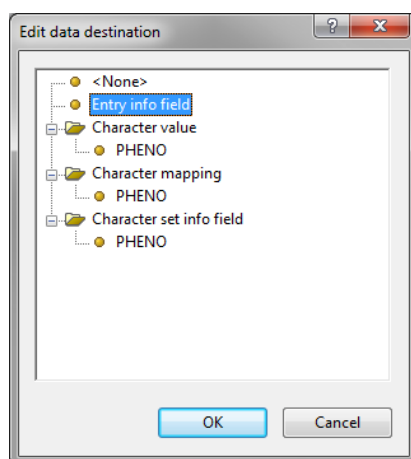 Edit data destination
<None>
Entry info field
Character value
PHENO
Character mapping
PHENO
Character set info field
PHENO
OK Cancel